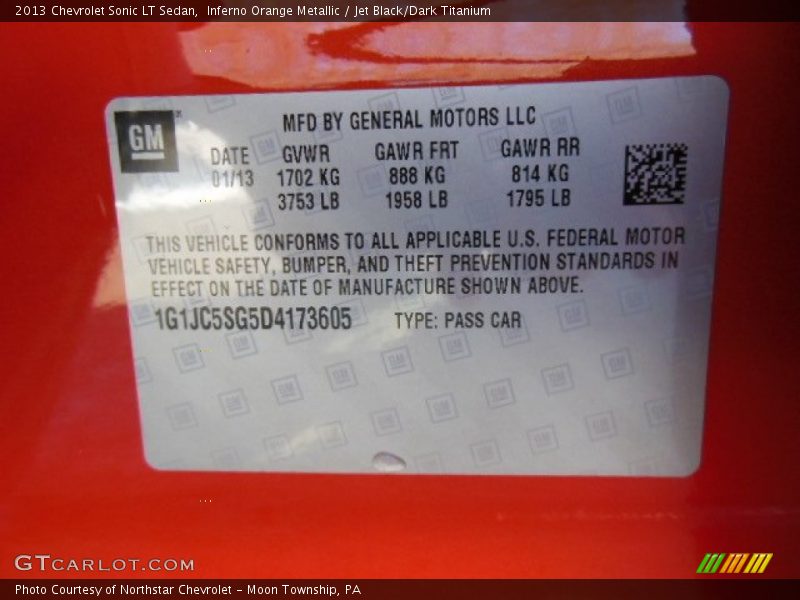 2013 Chevrolet Sonic LT Sedan,  Inferno Orange Metallic / Jet Black/Dark Titanium
GM
MFD BY GENERAL MOTORS LLC
DATE GVWR GAWR FRT GAWR RR
01/13 1702 KG 888 KG 814 KG
3753 LB 1958 LB 1795 LB
THIS VEHICLE CONFORMS TO ALL APPLICABLE U.S. FEDERAL MOTOR
VEHICLE SAFETY, BUMPER, AND THEFT PREVENTION STANDARDS IN
EFFECT ON THE DATE OF MANUFACTURE SHOWN ABOVE.
1G1JC5SG5D4173605 TYPE: PASS CAR
GTCARLOT.COM
Photo Courtesy of Northstar Chevrolet - Moon Township, PA